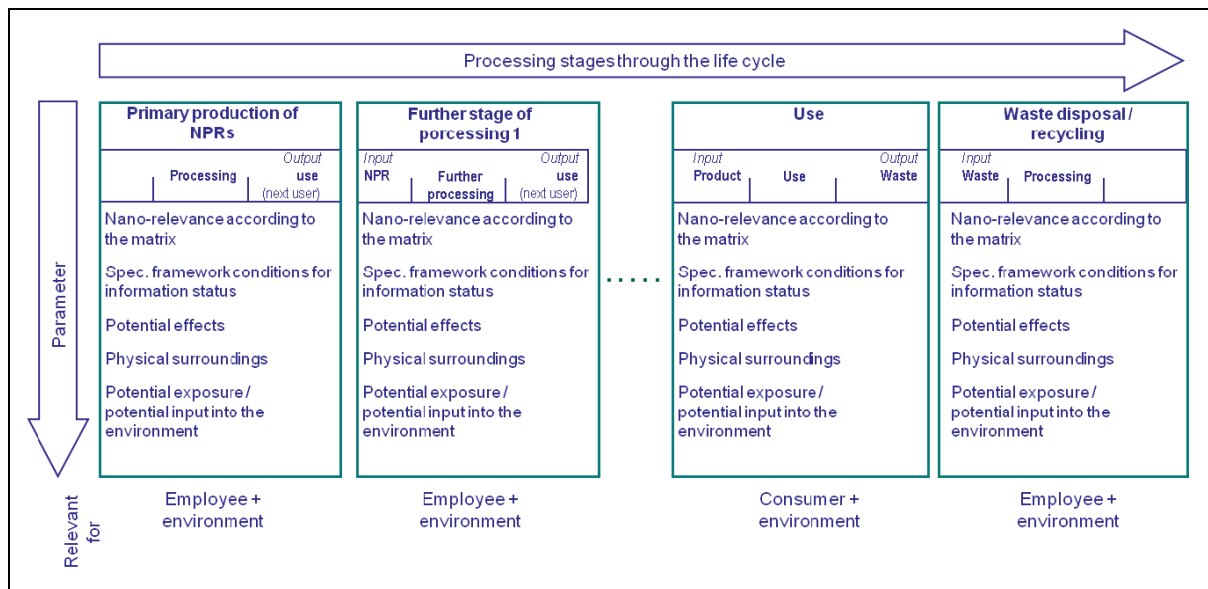 Processing stages through the life cycle
Parameter
Relevant
for
Primary production of
NPRs
Output
Processing
use
(next user)
Nano-relevance according to
the matrix
Spec. framework conditions for
information status
Potential effects
Physical surroundings
Potential exposure /
potential input into the
environment
Employee +
environment
Further stage of
porcessing 1
Input
Output
NPR
Further
processing
use
(next user)
Nano-relevance according to
the matrix
Spec. framework conditions for
information status
Potential effects
Physical surroundings
Potential exposure /
potential input into the
environment
Employee +
environment
.....
Use
Input
Output
Product
Use
Waste
Nano-relevance according to
the matrix
Spec. framework conditions for
information status
Potential effects
Physical surroundings
Potential exposure /
potential input into the
environment
Consumer +
environment
Waste disposal /
recycling
Input
Waste
Processing
Nano-relevance according to
the matrix
Spec. framework conditions for
information status
Potential effects
Physical surroundings
Potential exposure /
potential input into the
environment
Employee +
environment